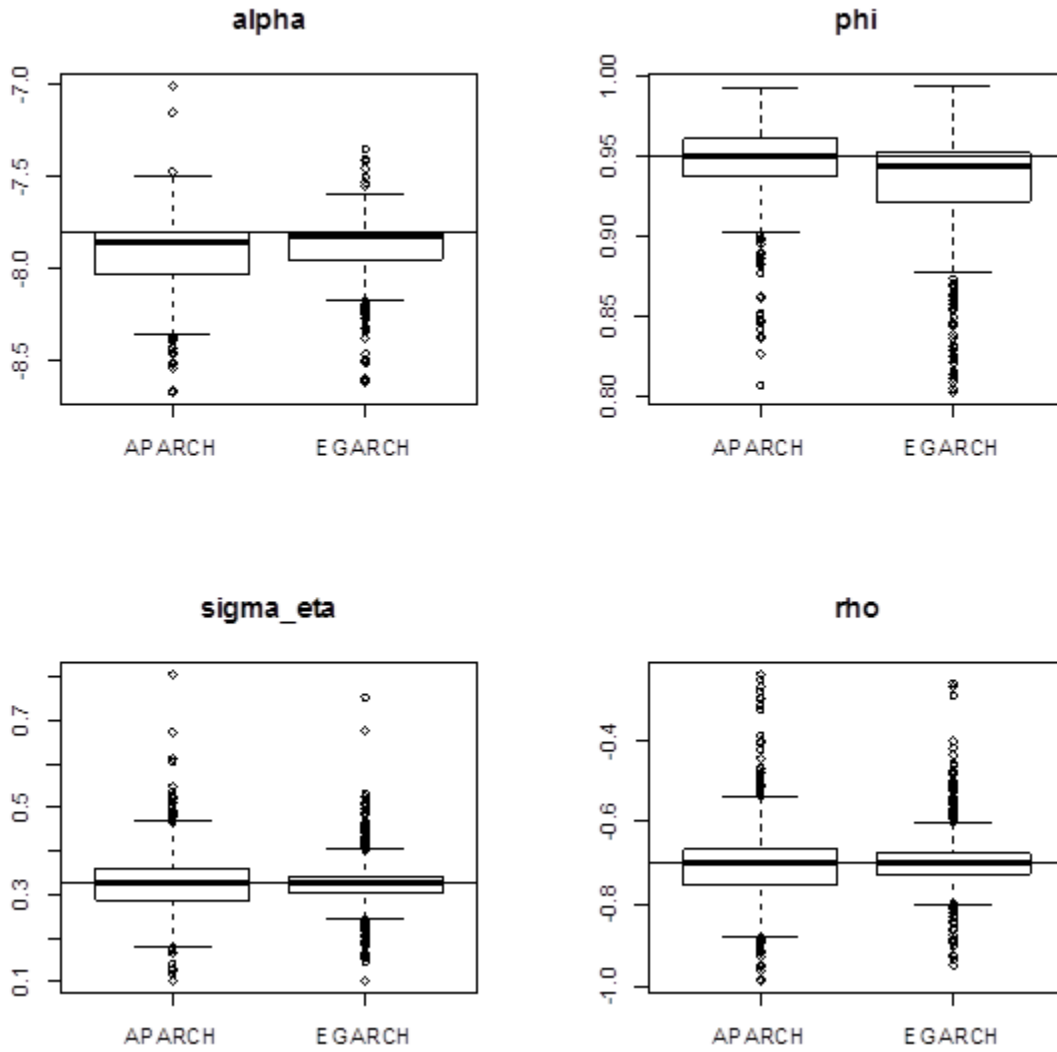 alpha
-7.0
-7.5
-8.0
-8.5
APARCH EGARCH
phi
1.00
0.95
0.90
0.85
0.80
APARCH EGARCH
sigma_eta
0.7
0.5
0.3
0.1
APARCH EGARCH
rho
-0.4
-0.6
-0.8
-1.0
APARCH EGARCH